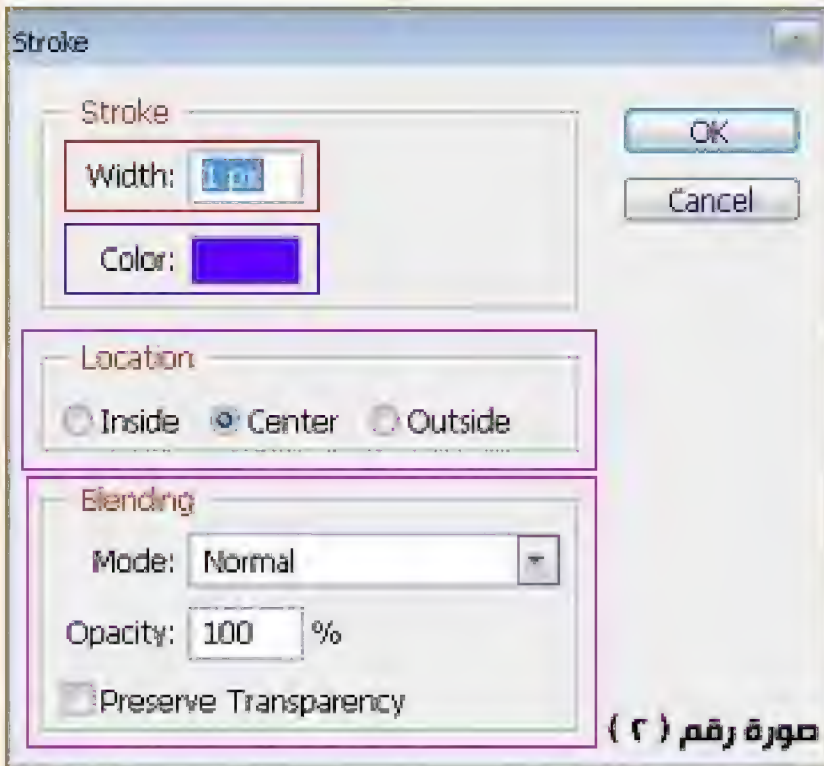 Stroke
Stroke
Width:
Color:
OK
Cancel
Location
Inside Center Outside
Blending
Mode: Normal
Opacity: 100 %
Preserve Transparency
صورة رقم ( ٢ )